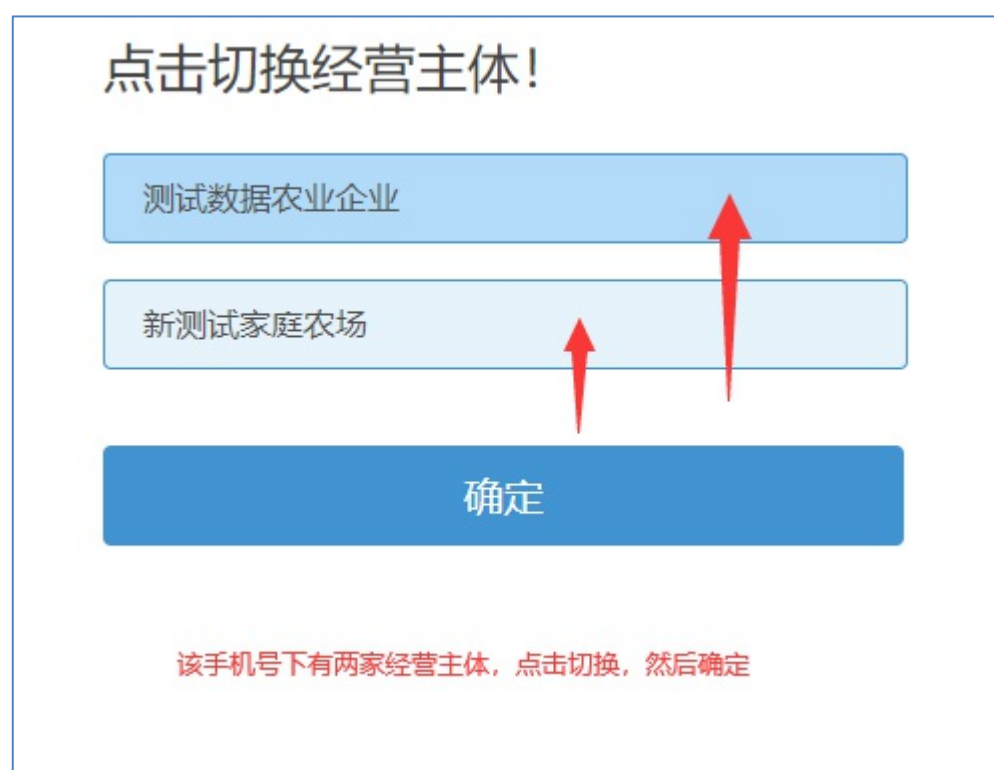 点击切换经营主体！
测试数据农业企业
新测试家庭农场
确定
该手机号下有两家经营主体，点击切换，然后确定